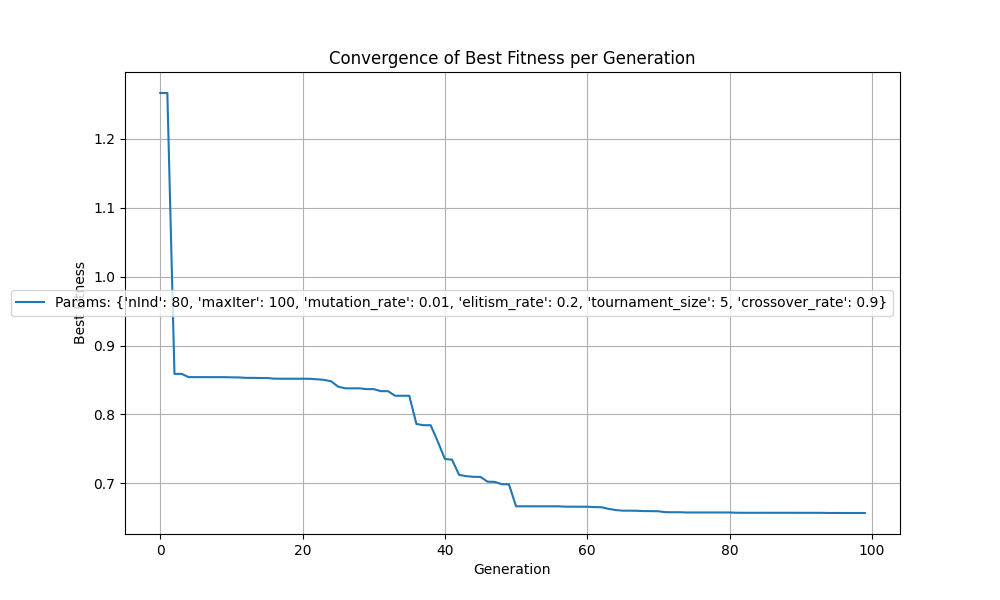 Convergence of Best Fitness per Generation
1.2
1.1
1.0
0.9
0.8
0.7
Best
Params: {'nInd': 80, 'maxIter': 100, 'mutation_rate': 0.01, 'elitism_rate': 0.2, 'tournament_size': 5, 'crossover_rate': 0.9}
0 20 40 60 80 100
Generation